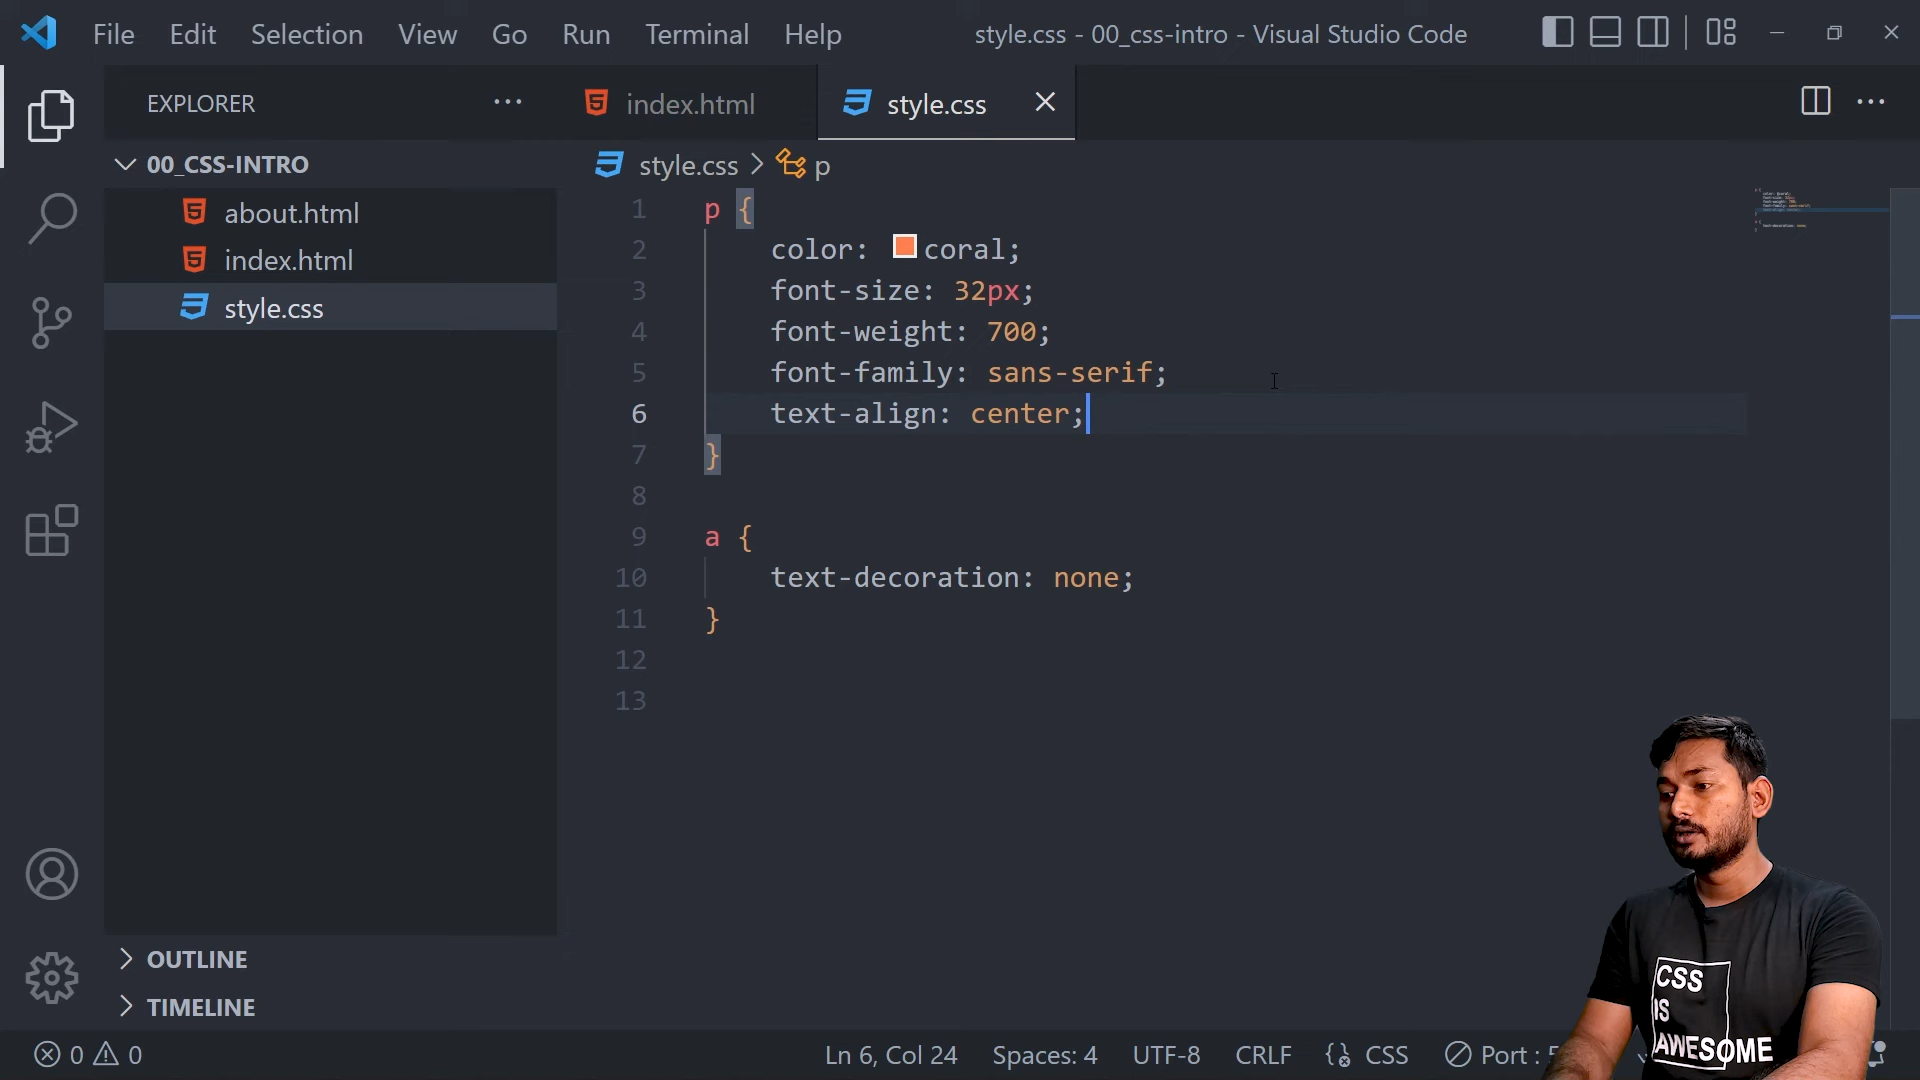 File Edit Selection View Go Run Terminal Help style.css - 00_css-intro - Visual Studio Code
EXPLORER
index.html
style.css
00_CSS-INTRO
about.html
index.html
style.css
style.css > p
1 p {
2 color: coral;
3 font-size: 32px;
4 font-weight: 700;
5 font-family: sans-serif;
6 text-align: center;
7 }
8
9 a {
10 text-decoration: none;
11 }
12
13
OUTLINE
TIMELINE
0 0 Ln 6, Col 24 Spaces: 4 UTF-8 CRLF CSS Port :
CSS
IS
AWESOME